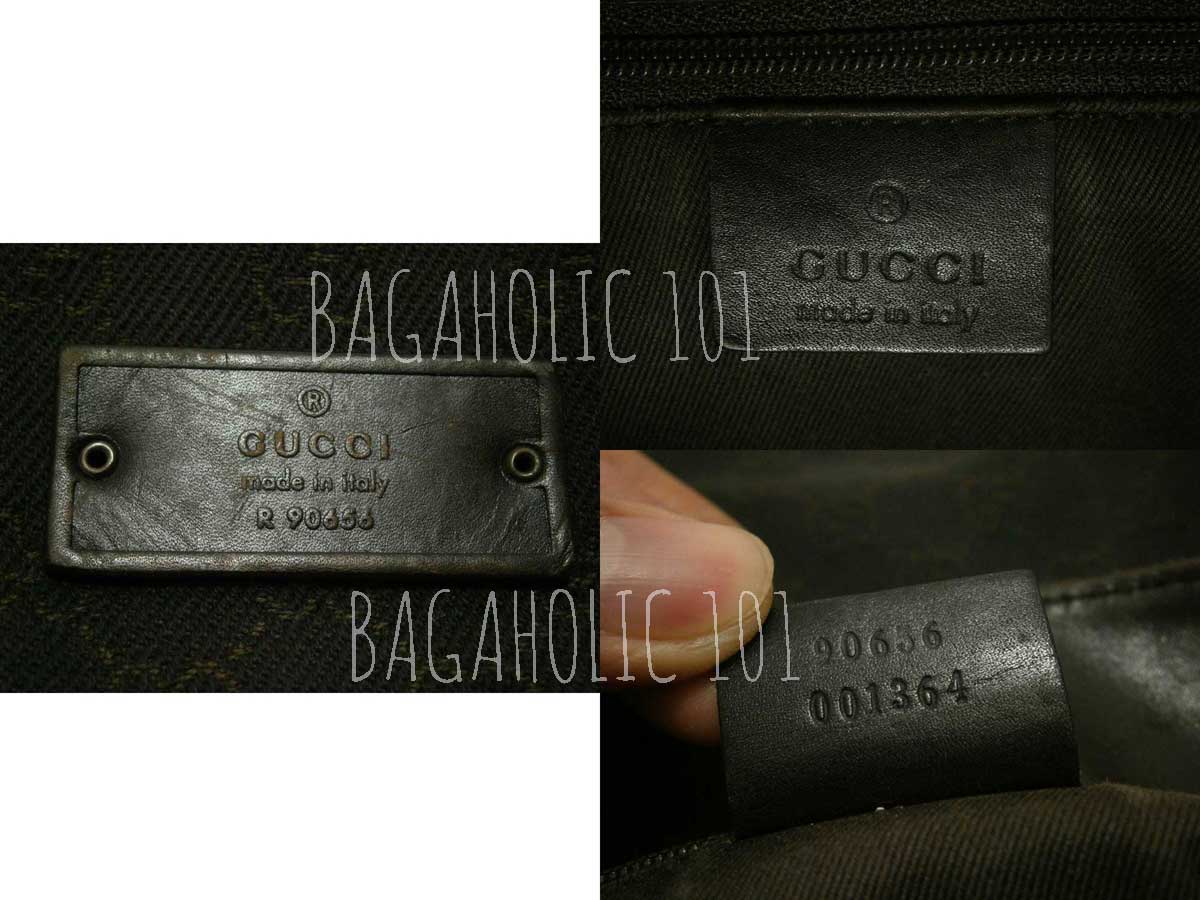 ®
GUCCI
made in italy
BAGAHOLIC 101
®
GUCCI
made in italy
R 90656
BAGAHOLIC 101
90656
001364